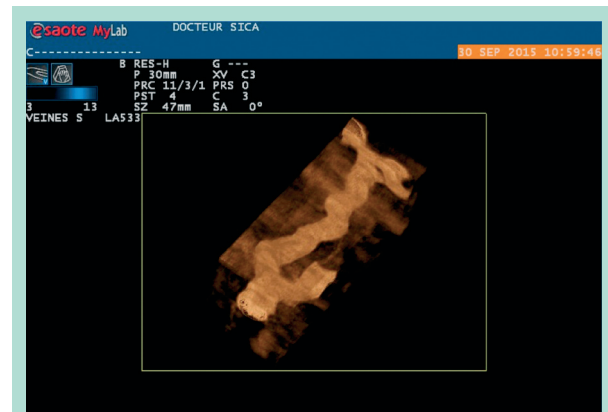 esaote MyLab DOCTEUR SICA
C---------------
30 SEP 2015 10:59:46
B RES-H G ---
P 30mm XV C3
PRC 11/3/1 PRS 0
PST 4 C 3
3 13 SZ 47mm SA 0°
VEINES S LA533
V